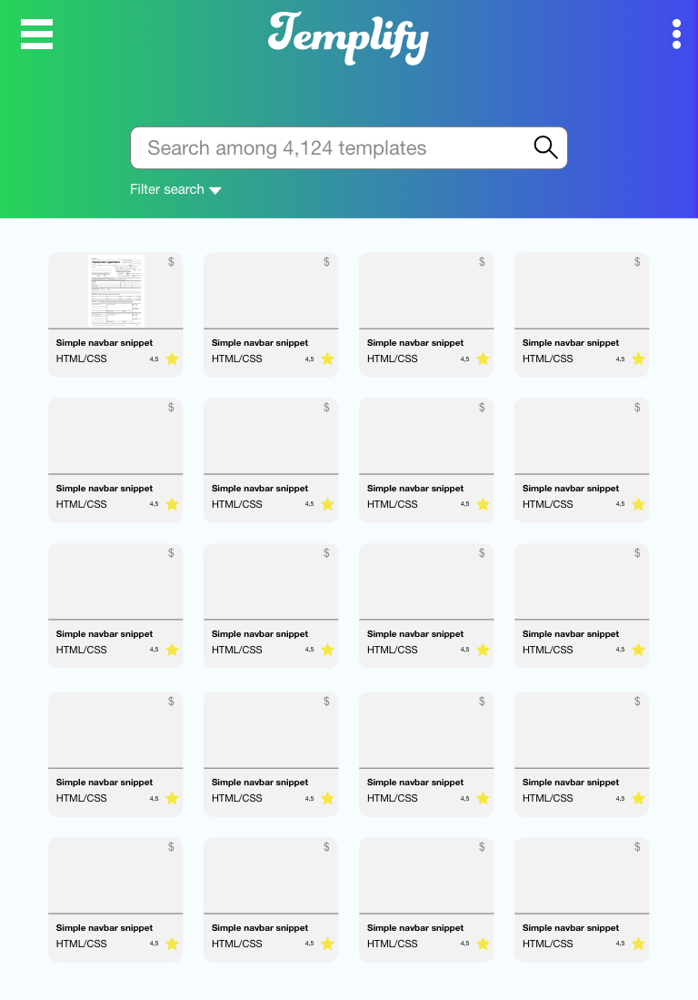 Templify
Search among 4,124 templates
Filter search
Employment Application
$ $ $ $
Simple navbar snippet Simple navbar snippet Simple navbar snippet Simple navbar snippet
HTML/CSS 4,5 HTML/CSS 4,5 HTML/CSS 4,5 HTML/CSS 4,5
$ $ $ $
Simple navbar snippet Simple navbar snippet Simple navbar snippet Simple navbar snippet
HTML/CSS 4,5 HTML/CSS 4,5 HTML/CSS 4,5 HTML/CSS 4,5
$ $ $ $
Simple navbar snippet Simple navbar snippet Simple navbar snippet Simple navbar snippet
HTML/CSS 4,5 HTML/CSS 4,5 HTML/CSS 4,5 HTML/CSS 4,5
$ $ $ $
Simple navbar snippet Simple navbar snippet Simple navbar snippet Simple navbar snippet
HTML/CSS 4,5 HTML/CSS 4,5 HTML/CSS 4,5 HTML/CSS 4,5
$ $ $ $
Simple navbar snippet Simple navbar snippet Simple navbar snippet Simple navbar snippet
HTML/CSS 4,5 HTML/CSS 4,5 HTML/CSS 4,5 HTML/CSS 4,5